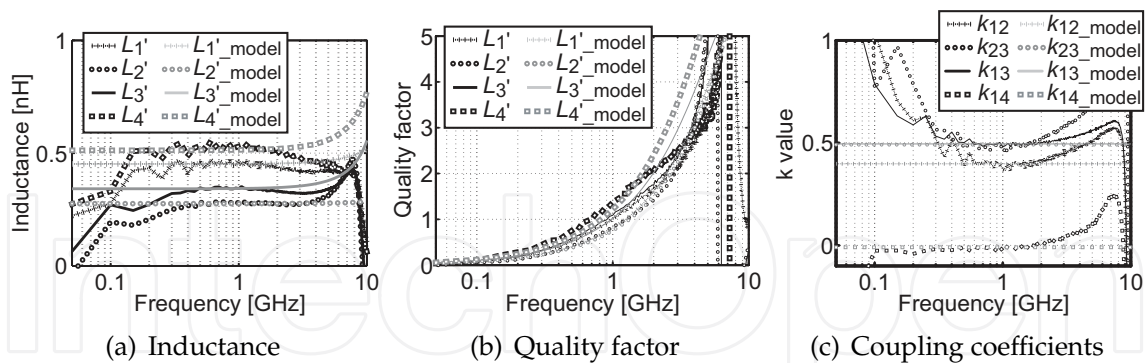 1
0.5
0
Inductance [nH]
L1' L1'_model
L2' L2'_model
L3' L3'_model
L4' L4'_model
0.1 1 10
Frequency [GHz]
(a) Inductance
5
4
3
2
1
0
Quality factor
L1' L1'_model
L2' L2'_model
L3' L3'_model
L4' L4'_model
0.1 1 10
Frequency [GHz]
(b) Quality factor
1
0.5
0
k value
k12 k12_model
k23 k23_model
k13 k13_model
k14 k14_model
0.1 1 10
Frequency [GHz]
(c) Coupling coefficients
IntechOpen